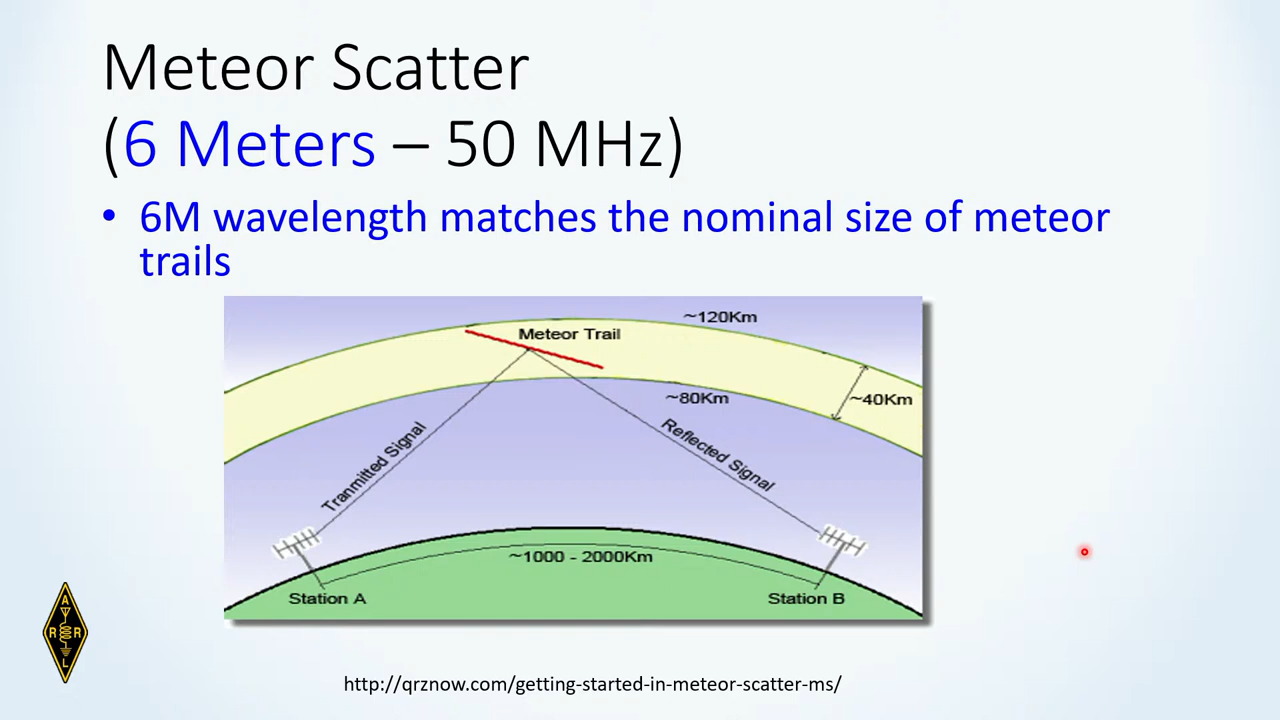 Meteor Scatter
(6 Meters – 50 MHz)
• 6M wavelength matches the nominal size of meteor
trails
~120Km
Meteor Trail
~80Km
~40Km
Tranmitted Signal
Reflected Signal
~1000 - 2000Km
Station A
Station B
A
R R
L
http://qrznow.com/getting-started-in-meteor-scatter-ms/